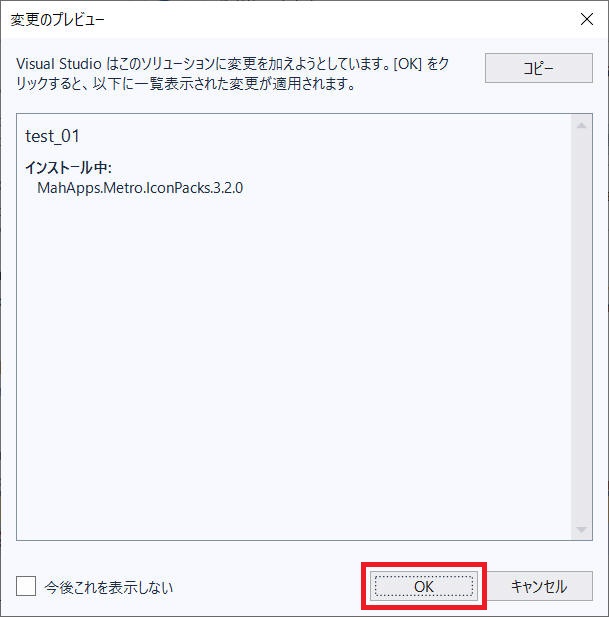 変更のプレビュー
Visual Studio はこのソリューションに変更を加えようとしています。[OK] をク
リックすると、以下に一覧表示された変更が適用されます。
コピー
test_01
インストール中:
MahApps.Metro.IconPacks.3.2.0
今後これを表示しない
OK
キャンセル